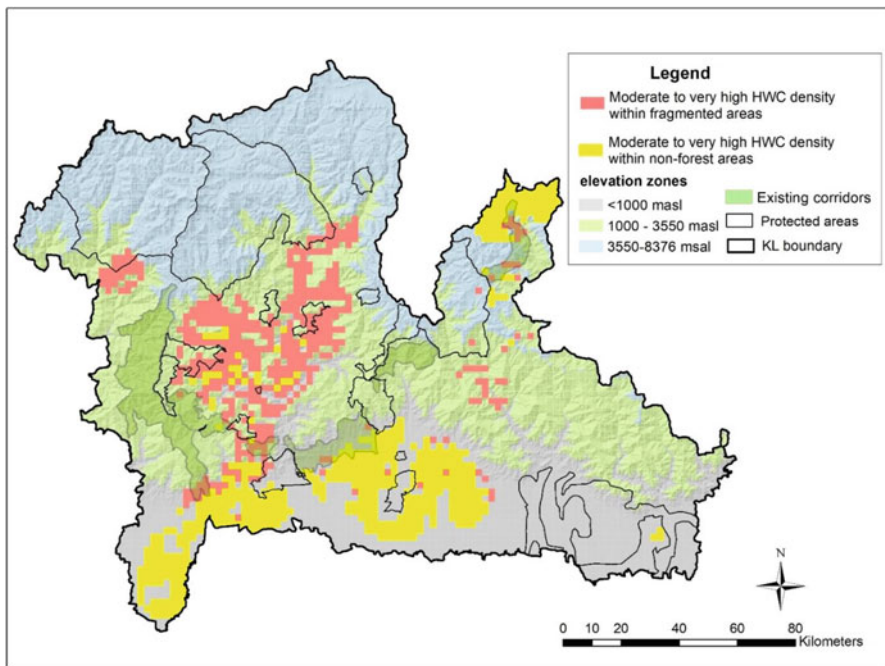 Legend
Moderate to very high HWC density
within fragmented areas
Moderate to very high HWC density
within non-forest areas
elevation zones
<1000 masl
1000 - 3550 masl
3550-8376 msal
Existing corridors
Protected areas
KL boundary
N
0 10 20 40 60 80
Kilometers